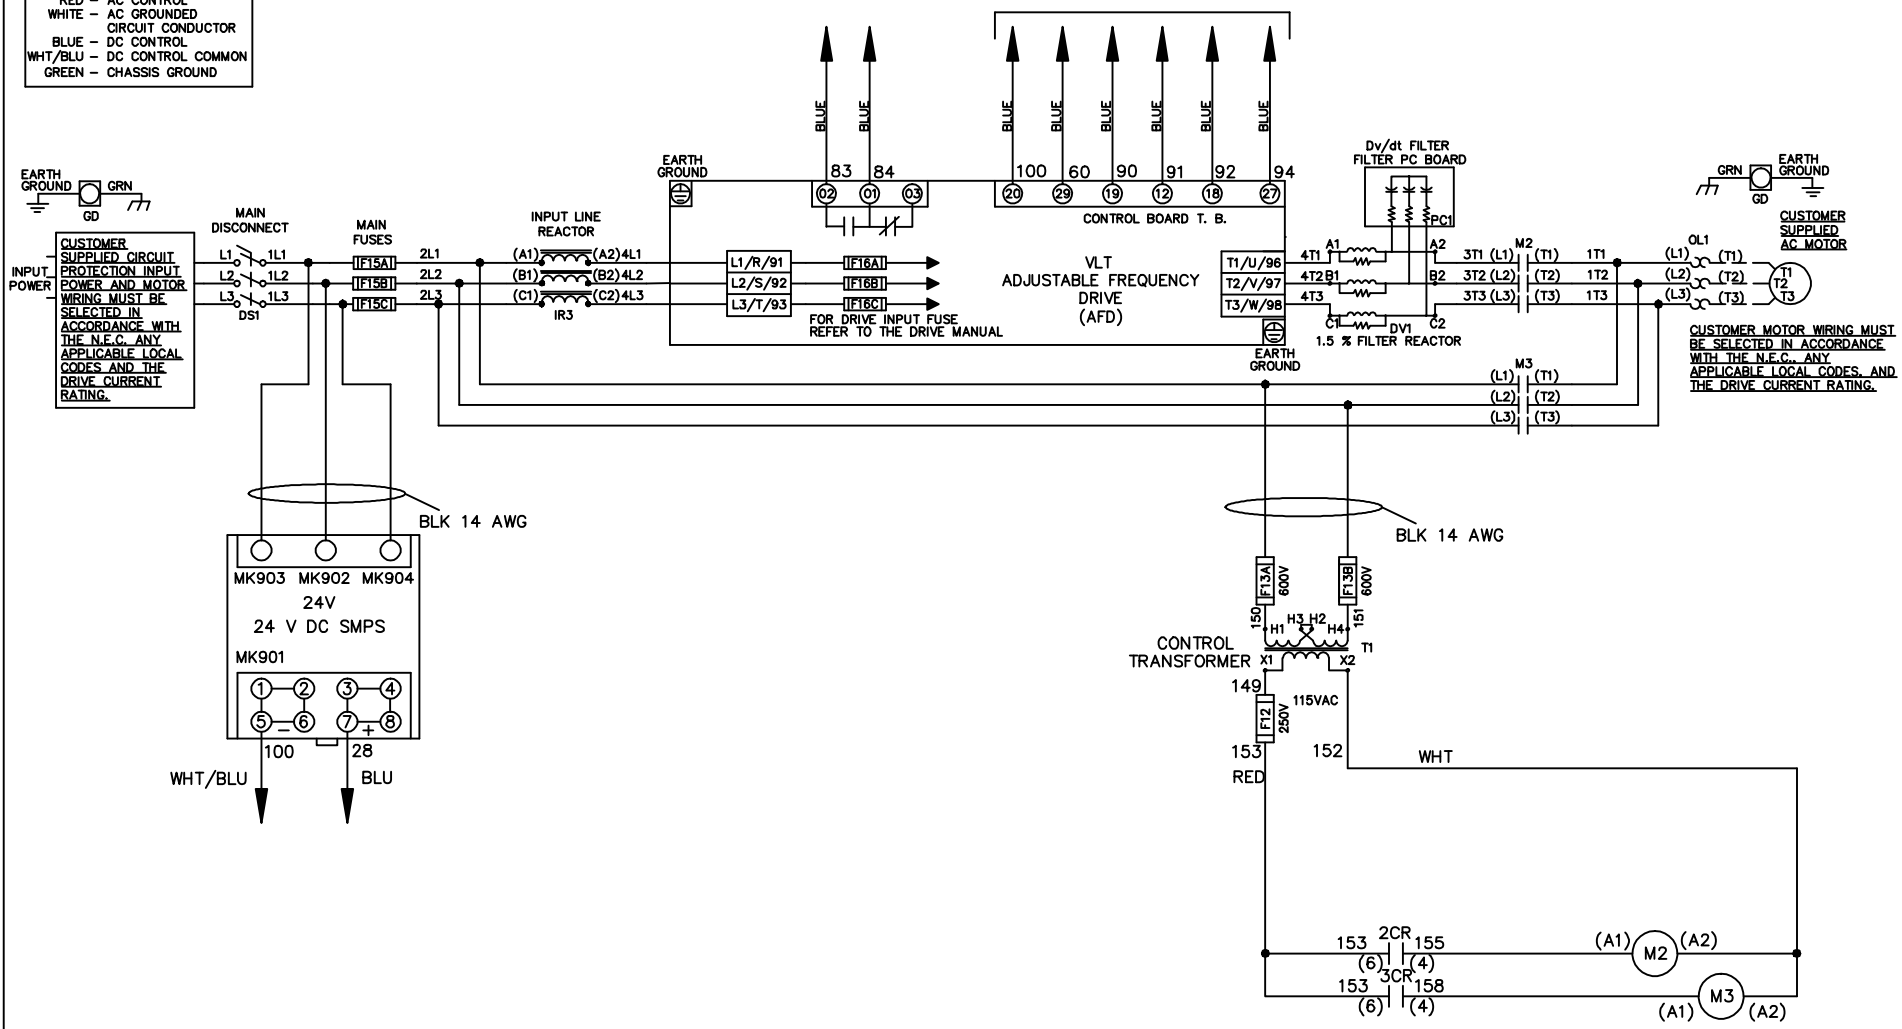 RED – AC CONTROL
WHITE – AC GROUNDED
CIRCUIT CONDUCTOR
BLUE – DC CONTROL
WHT/BLU – DC CONTROL COMMON
GREEN – CHASSIS GROUND
BLUE
BLUE
BLUE
BLUE
BLUE
BLUE
BLUE
BLUE
EARTH
GROUND
GRN
GD
MAIN
DISCONNECT
MAIN
FUSES
INPUT LINE
REACTOR
EARTH
GROUND
83
84
02
01
03
100
60
90
91
92
94
20
29
19
12
18
27
CONTROL BOARD T. B.
Dv/dt FILTER
FILTER PC BOARD
PC1
GRN
EARTH
GROUND
GD
CUSTOMER
SUPPLIED
AC MOTOR
INPUT
POWER
CUSTOMER
SUPPLIED CIRCUIT
PROTECTION INPUT
POWER AND MOTOR
WIRING MUST BE
SELECTED IN
ACCORDANCE WITH
THE N.E.C. ANY
APPLICABLE LOCAL
CODES AND THE
DRIVE CURRENT
RATING.
L1 1L1 F15A 2L1 (A1) (A2) 4L1 L1/R/91 F16A
L2 1L2 F15B 2L2 (B1) (B2) 4L2 L2/S/92 F16B
L3 1L3 F15C 2L3 (C1) (C2) 4L3 L3/T/93 F16C
DS1
IR3
FOR DRIVE INPUT FUSE
REFER TO THE DRIVE MANUAL
VLT
ADJUSTABLE FREQUENCY
DRIVE
(AFD)
T1/U/96 4T1 A1 A2 3T1 (L1) M2 (T1) 1T1 (L1) OL1 (T1) T1
T2/V/97 4T2 B1 B2 3T2 (L2) (T2) 1T2 (L2) (T2) T2
T3/W/98 4T3 C1 C2 3T3 (L3) (T3) 1T3 (L3) (T3) T3
DV1
1.5 % FILTER REACTOR
EARTH
GROUND
CUSTOMER MOTOR WIRING MUST
BE SELECTED IN ACCORDANCE
WITH THE N.E.C., ANY
APPLICABLE LOCAL CODES, AND
THE DRIVE CURRENT RATING.
M3
(L1) (T1)
(L2) (T2)
(L3) (T3)
BLK 14 AWG
BLK 14 AWG
MK903 MK902 MK904
24V
24 V DC SMPS
MK901
1 2 3 4
5 6 7 8
– +
100
28
WHT/BLU
BLU
F13A
600V
F13B
600V
150
151
H1 H3 H2 H4
T1
CONTROL
TRANSFORMER
X1
X2
149
115VAC
F12
250V
153
152
RED
WHT
2CR
153 155
(6) (4)
(A1) M2 (A2)
3CR
153 158
(6) (4)
(A1) M3 (A2)